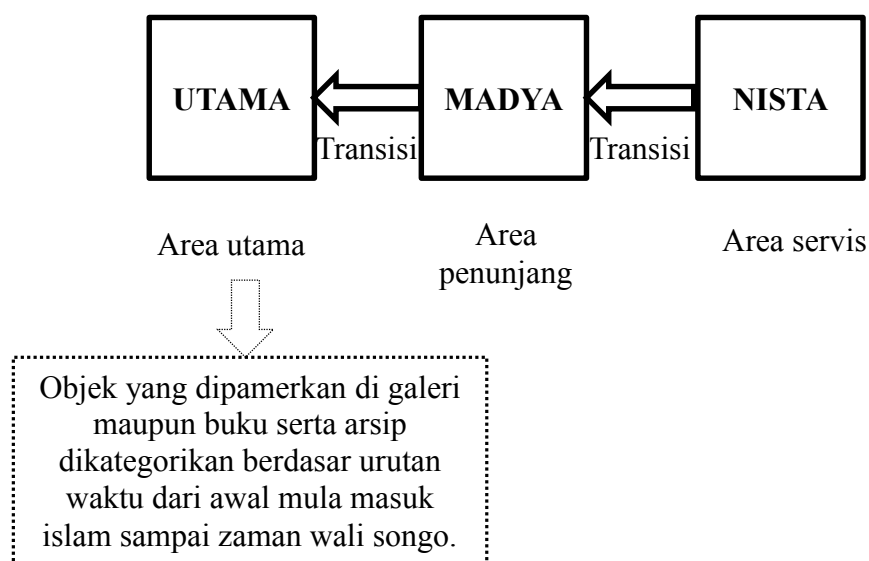 UTAMA MADYA NISTA
Transisi Transisi
Area utama
Area
penunjang
Area servis
Objek yang dipamerkan di galeri
maupun buku serta arsip
dikategorikan berdasar urutan
waktu dari awal mula masuk
islam sampai zaman wali songo.